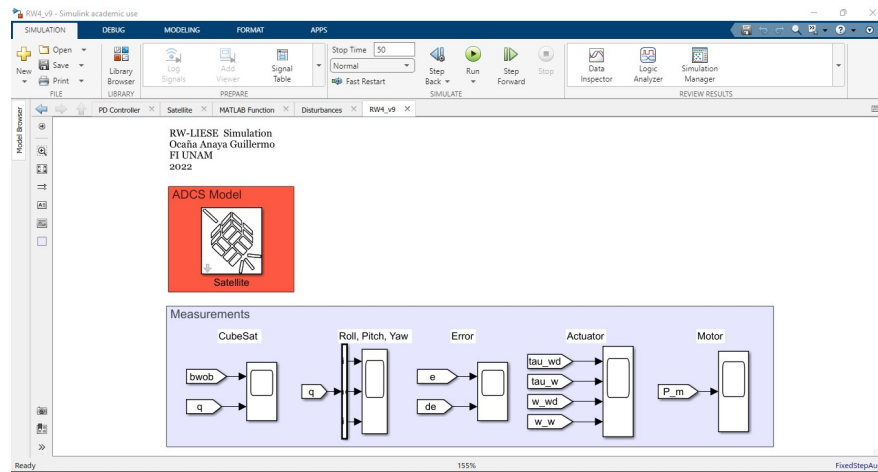 RW4_v9 - Simulink academic use
SIMULATION DEBUG MODELING FORMAT APPS
New
Open
Save
Print
FILE
Library Browser
LIBRARY
Log Signals
Add Viewer
Signal Table
PREPARE
Stop Time 50
Normal
Fast Restart
Step Back
Run
Step Forward
Stop
SIMULATE
Data Inspector
Logic Analyzer
Simulation Manager
REVIEW RESULTS
Model Browser
PD Controller Satellite MATLAB Function Disturbances RW4_v9
RW-LIESE Simulation
Ocaña Anaya Guillermo
FI UNAM
2022
ADCS Model
Satellite
Measurements
CubeSat
bwob
q
Roll, Pitch, Yaw
q
Error
e
de
Actuator
tau_wd
tau_w
w_wd
w_w
Motor
P_m
Ready 155% FixedStepAu